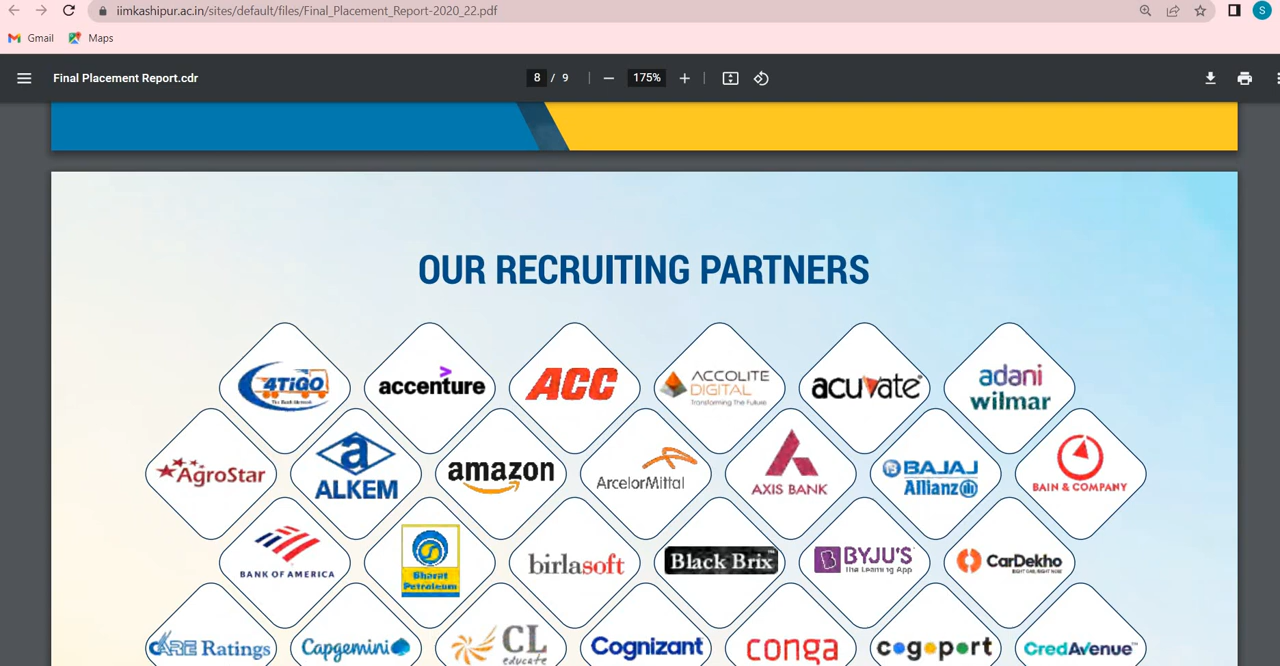 iimkashipur.ac.in/sites/default/files/Final_Placement_Report-2020_22.pdf
S
Gmail
Maps
Final Placement Report.cdr
8 / 9
175%
OUR RECRUITING PARTNERS
4TiGO
accenture
ACC
ACCOLITE
DIGITAL
Transforming The Future
acuvate
adani
wilmar
AgroStar
a
ALKEM
amazon
ArcelorMittal
AXIS BANK
B BAJAJ
Allianz
BAIN & COMPANY
BANK OF AMERICA
Bharat
Petroleum
birlasoft
Black Brix™
B BYJU'S
The Learning App
CarDekho
CARE Ratings
Capgemini
CL
educate
Cognizant
conga
cogoport
CredAvenue™